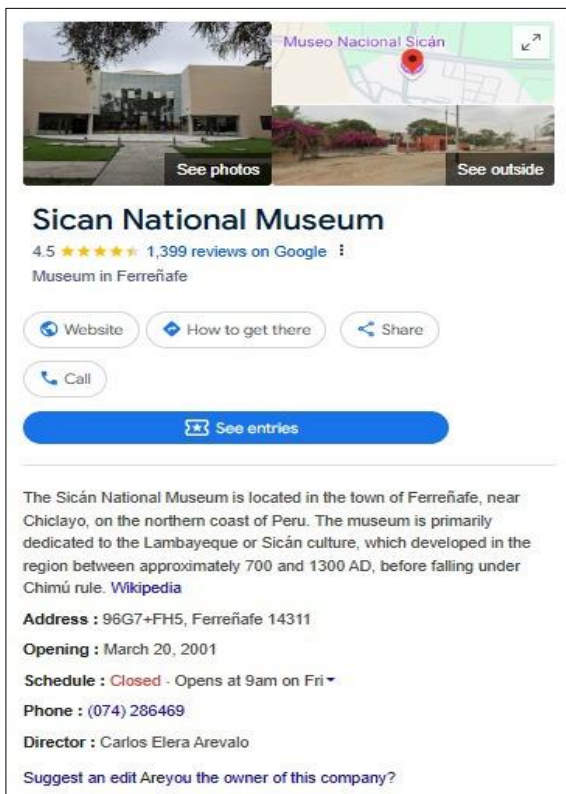 Museo Nacional Sicán
See photos
See outside
Sican National Museum
4.5 1,399 reviews on Google
Museum in Ferreñafe
Website
How to get there
Share
Call
See entries
The Sicán National Museum is located in the town of Ferreñafe, near
Chiclayo, on the northern coast of Peru. The museum is primarily
dedicated to the Lambayeque or Sicán culture, which developed in the
region between approximately 700 and 1300 AD, before falling under
Chimú rule. Wikipedia
Address : 96G7+FH5, Ferreñafe 14311
Opening : March 20, 2001
Schedule : Closed - Opens at 9am on Fri
Phone : (074) 286469
Director : Carlos Elera Arevalo
Suggest an edit Areyou the owner of this company?